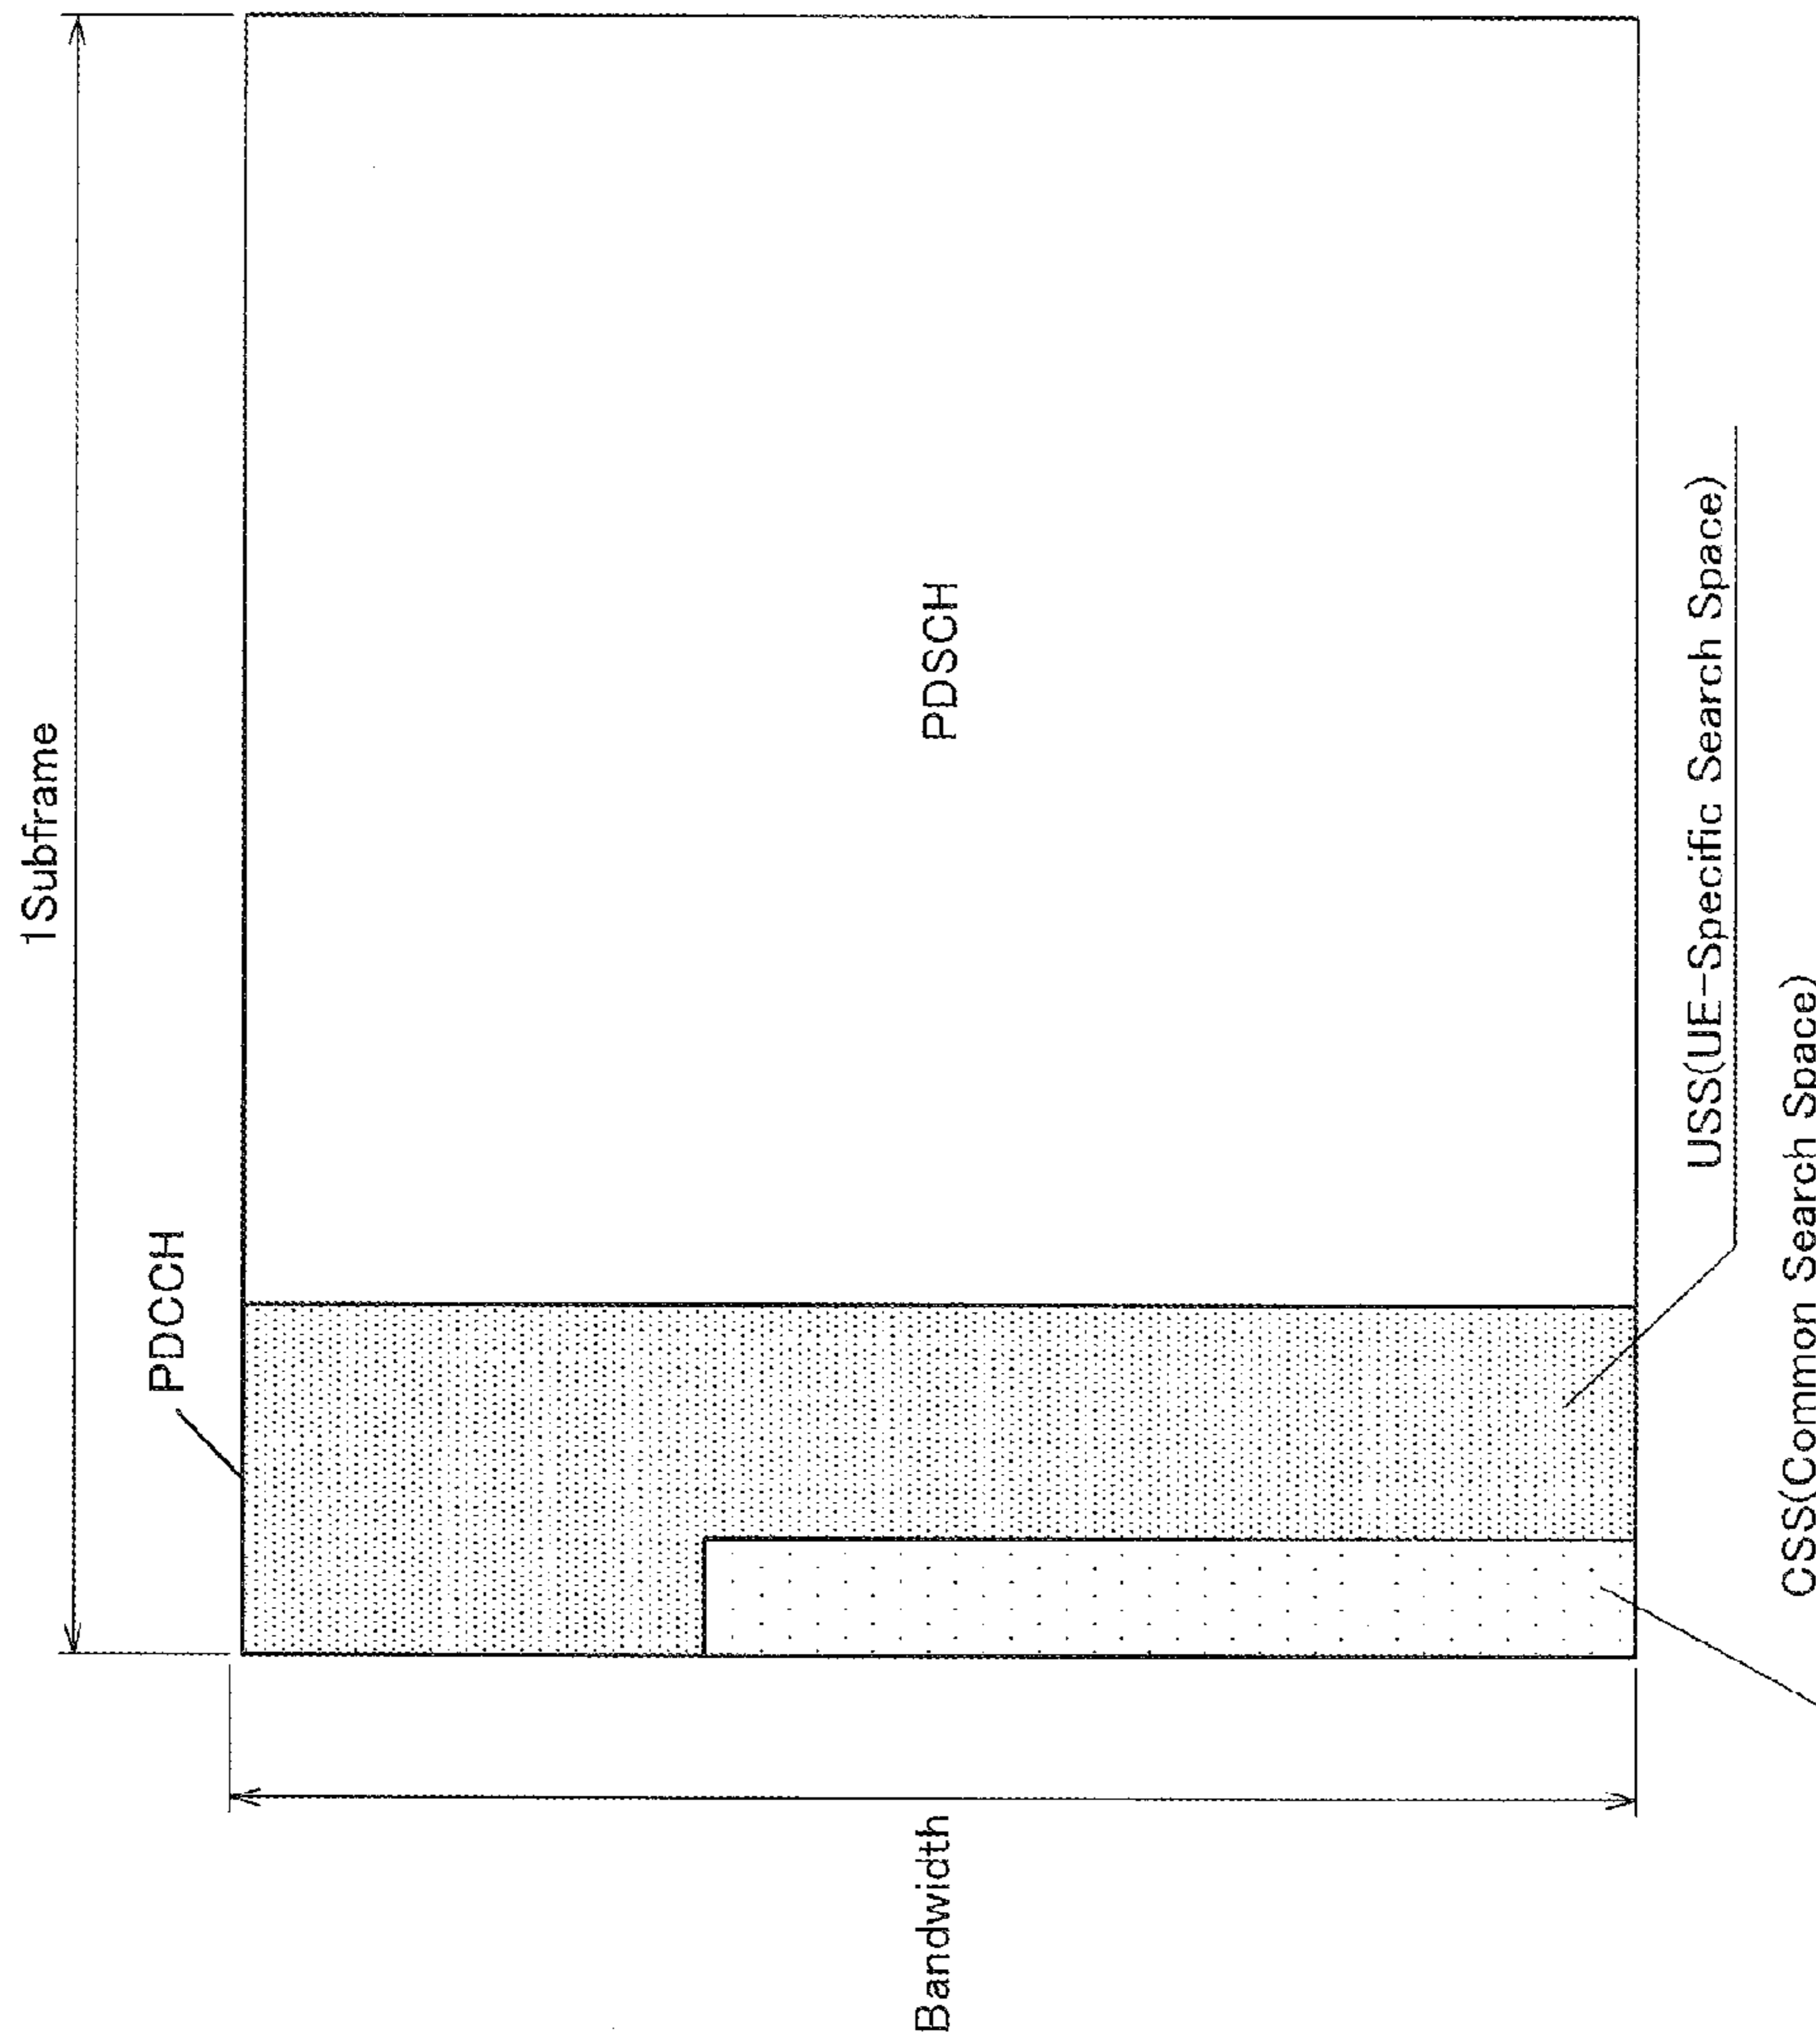 1Subframe
PDCCH
PDSCH
Bandwidth
USS(UE-Specific Search Space)
CSS(Common Search Space)